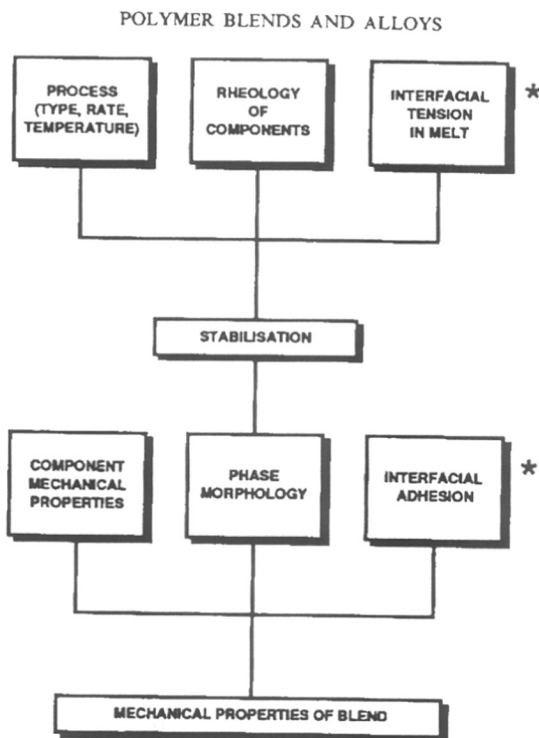 POLYMER BLENDS AND ALLOYS
PROCESS
(TYPE, RATE,
TEMPERATURE)
RHEOLOGY
OF
COMPONENTS
INTERFACIAL
TENSION
IN MELT
*
STABILISATION
COMPONENT
MECHANICAL
PROPERTIES
PHASE
MORPHOLOGY
INTERFACIAL
ADHESION
*
MECHANICAL PROPERTIES OF BLEND